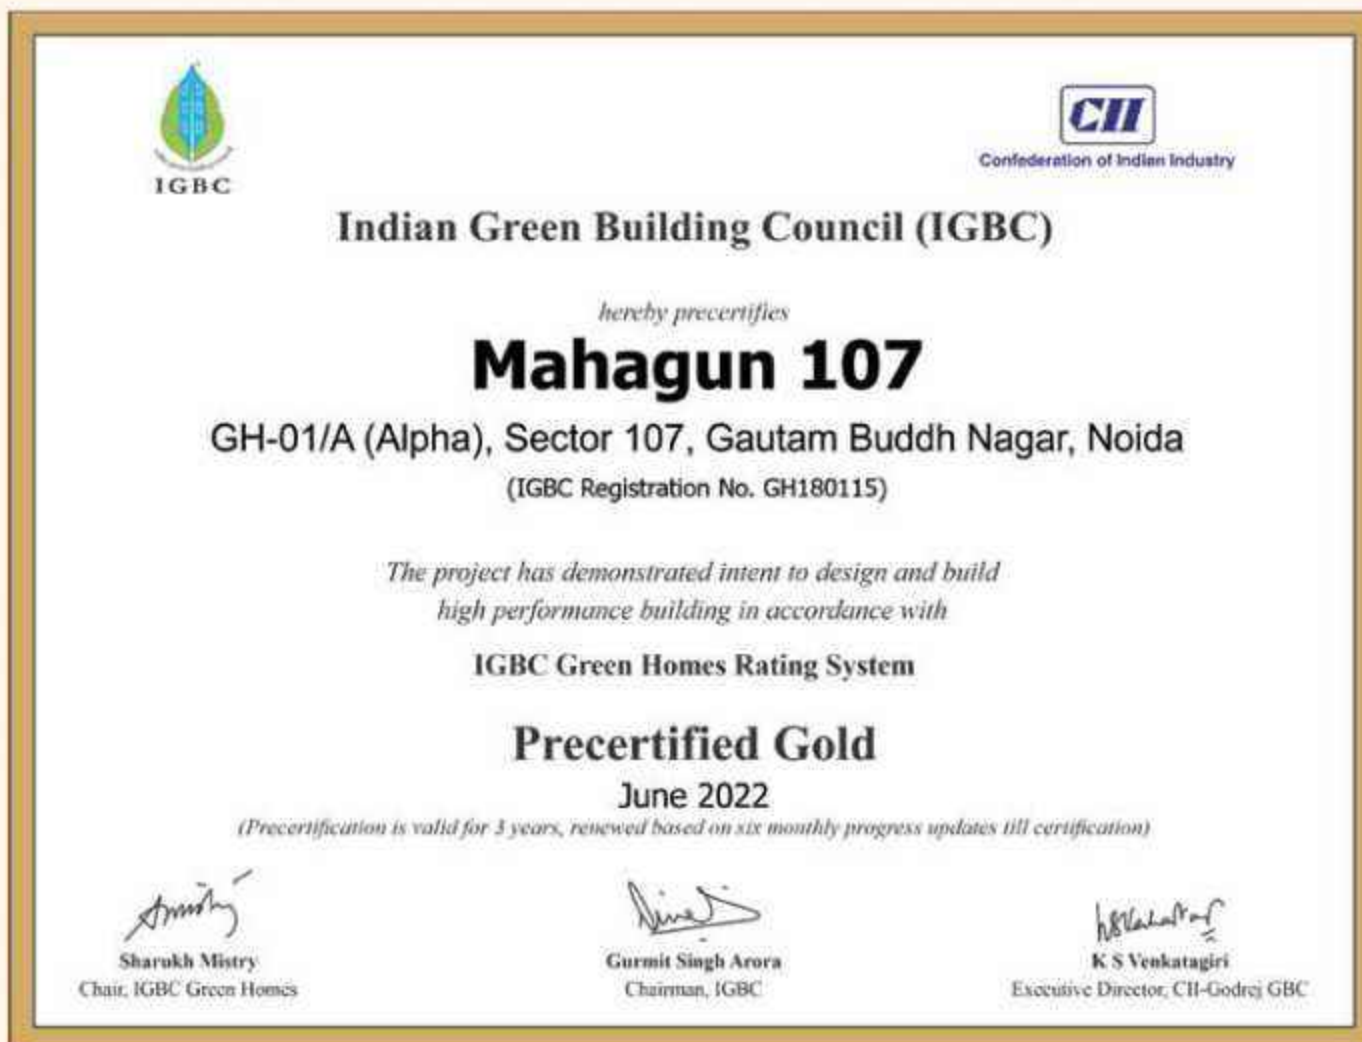 IGBC
CII
Confederation of Indian Industry
Indian Green Building Council (IGBC)
hereby precertifies
Mahagun 107
GH-01/A (Alpha), Sector 107, Gautam Buddh Nagar, Noida
(IGBC Registration No. GH180115)
The project has demonstrated intent to design and build
high performance building in accordance with
IGBC Green Homes Rating System
Precertified Gold
June 2022
(Precertification is valid for 3 years, renewed based on six monthly progress updates till certification)
Sharukh Mistry
Chair, IGBC Green Homes
Gurmit Singh Arora
Chairman, IGBC
K S Venkatagiri
Executive Director, CII-Godrej GBC